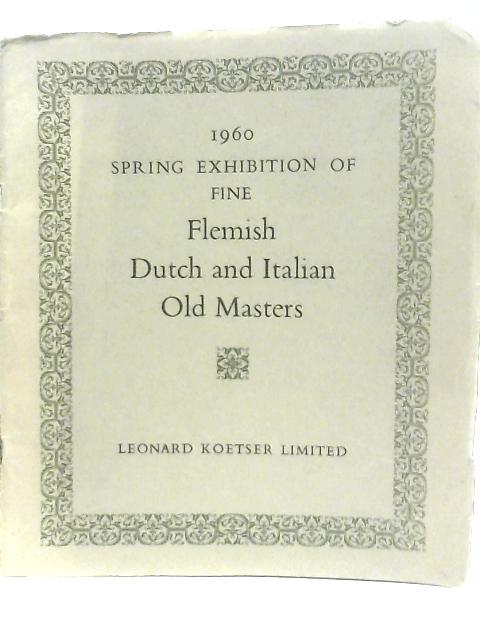 1960
SPRING EXHIBITION OF
FINE
Flemish
Dutch and Italian
Old Masters
LEONARD KOETSER LIMITED